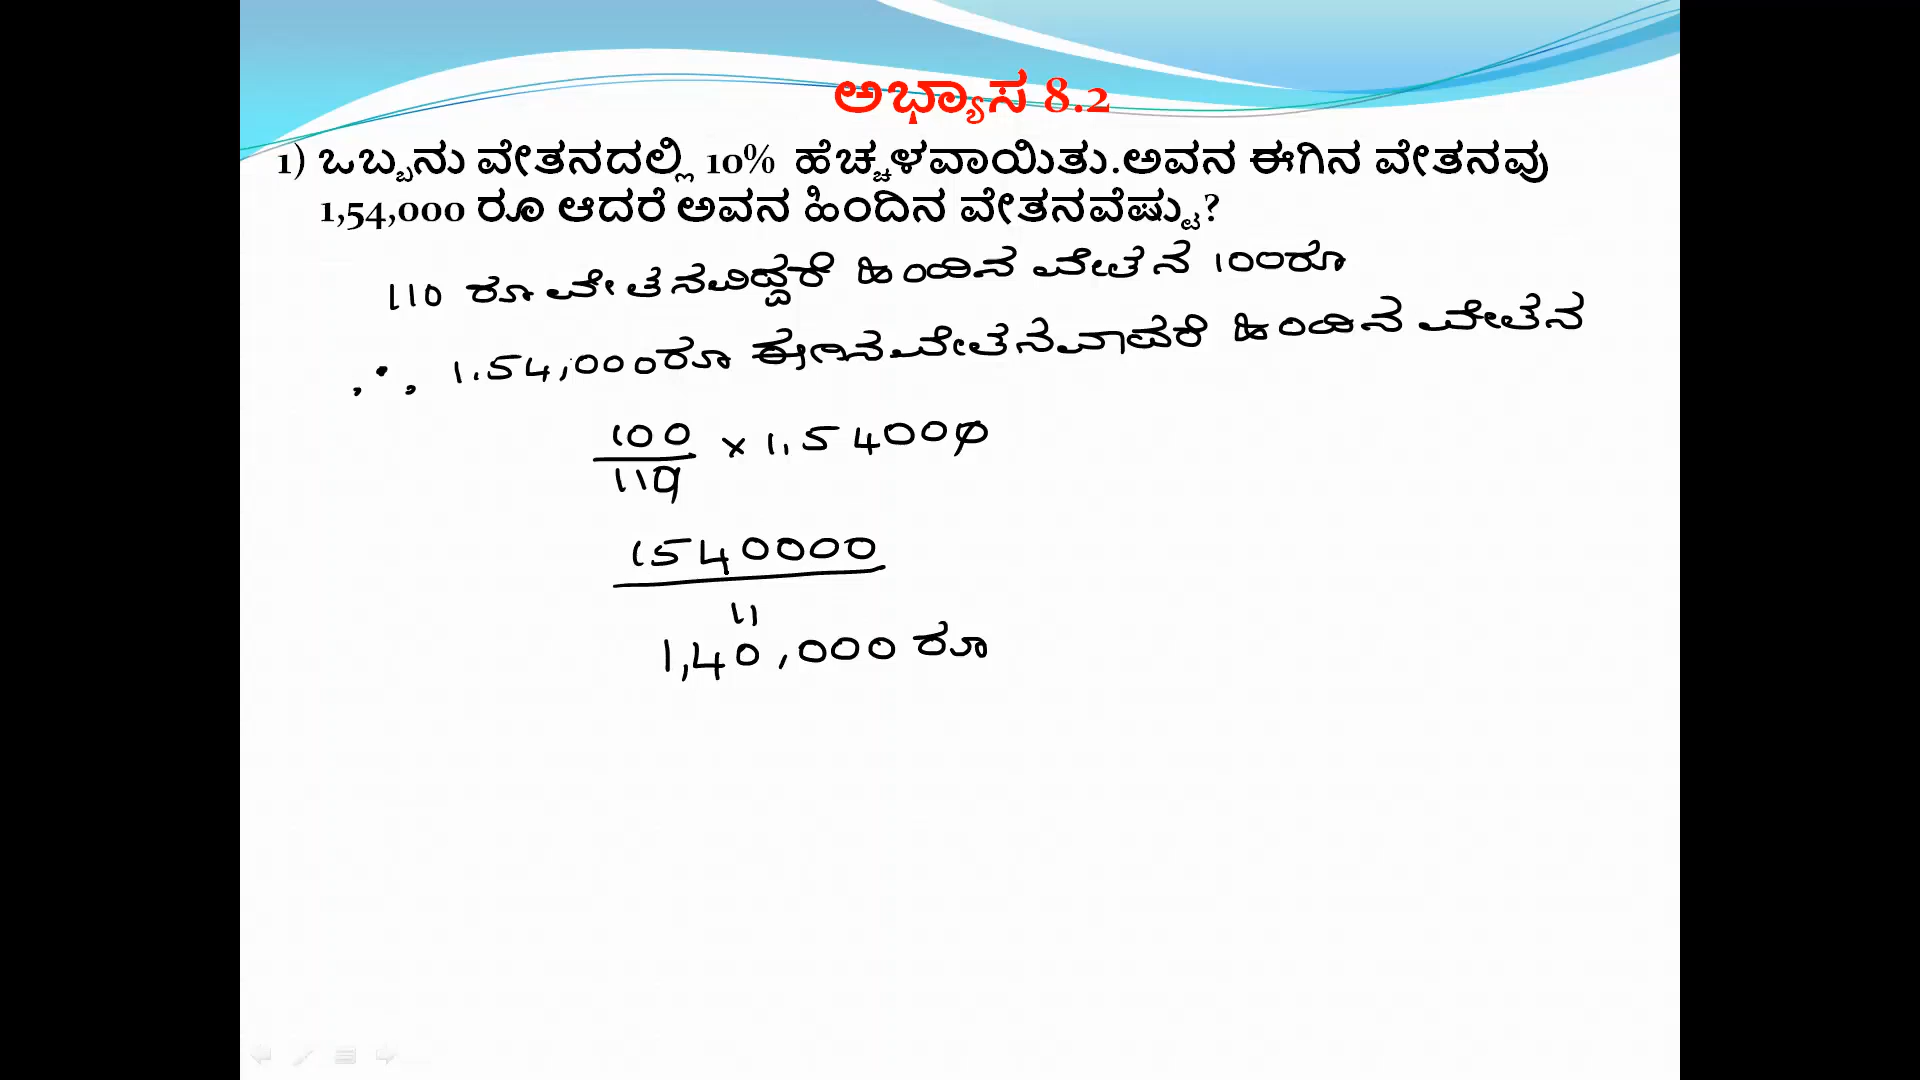 ಅಭ್ಯಾಸ 8.2
1) ಒಬ್ಬನು ವೇತನದಲ್ಲಿ 10% ಹೆಚ್ಚಳವಾಯಿತು.ಅವನ ಈಗಿನ ವೇತನವು
1,54,000 ರೂ ಆದರೆ ಅವನ ಹಿಂದಿನ ವೇತನವೆಷ್ಟು?
110 ರೂ ವೇತನವಿದ್ದರೆ ಹಿಂದಿನ ವೇತನ 100ರೂ
∴ 1.54,000ರೂ ಈಗಿನ ವೇತನವಾದರೆ ಹಿಂದಿನ ವೇತನ
100
110
× 1,54000
1540000
11
1,40,000 ರೂ